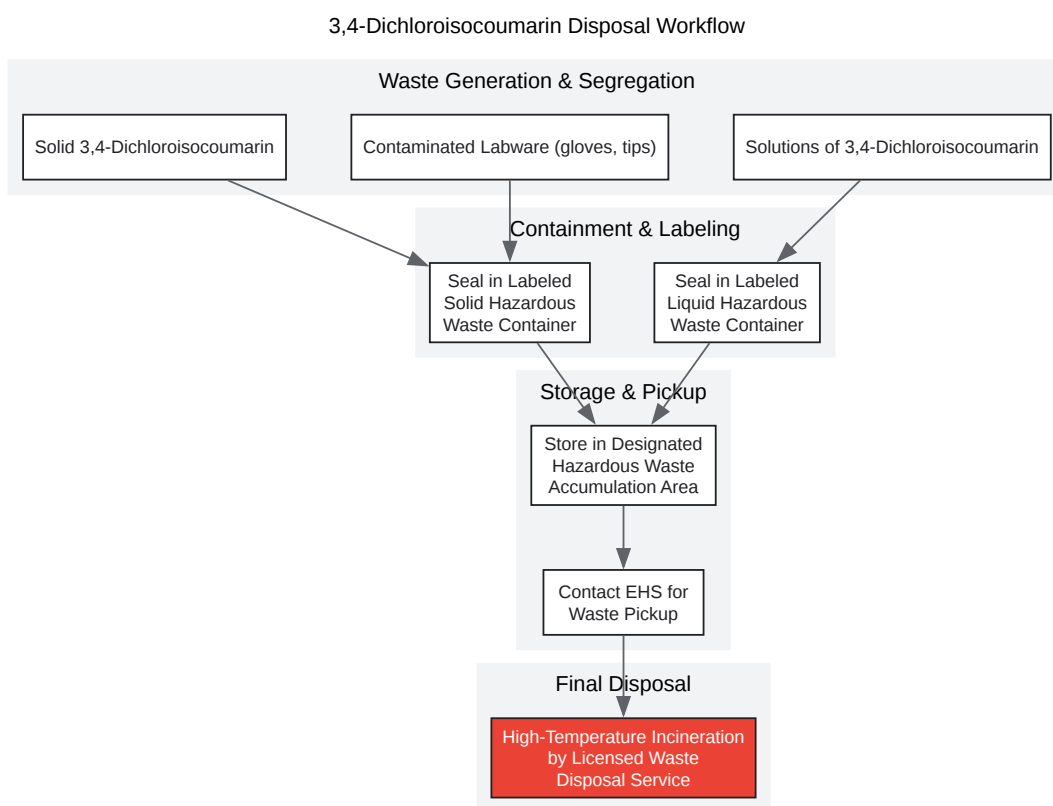 3,4-Dichloroisocoumarin Disposal Workflow
Waste Generation & Segregation
Solid 3,4-Dichloroisocoumarin
Contaminated Labware (gloves, tips)
Solutions of 3,4-Dichloroisocoumarin
Containment & Labeling
Seal in Labeled
Solid Hazardous
Waste Container
Seal in Labeled
Liquid Hazardous
Waste Container
Storage & Pickup
Store in Designated
Hazardous Waste
Accumulation Area
Contact EHS for
Waste Pickup
Final Disposal
High-Temperature Incineration
by Licensed Waste
Disposal Service